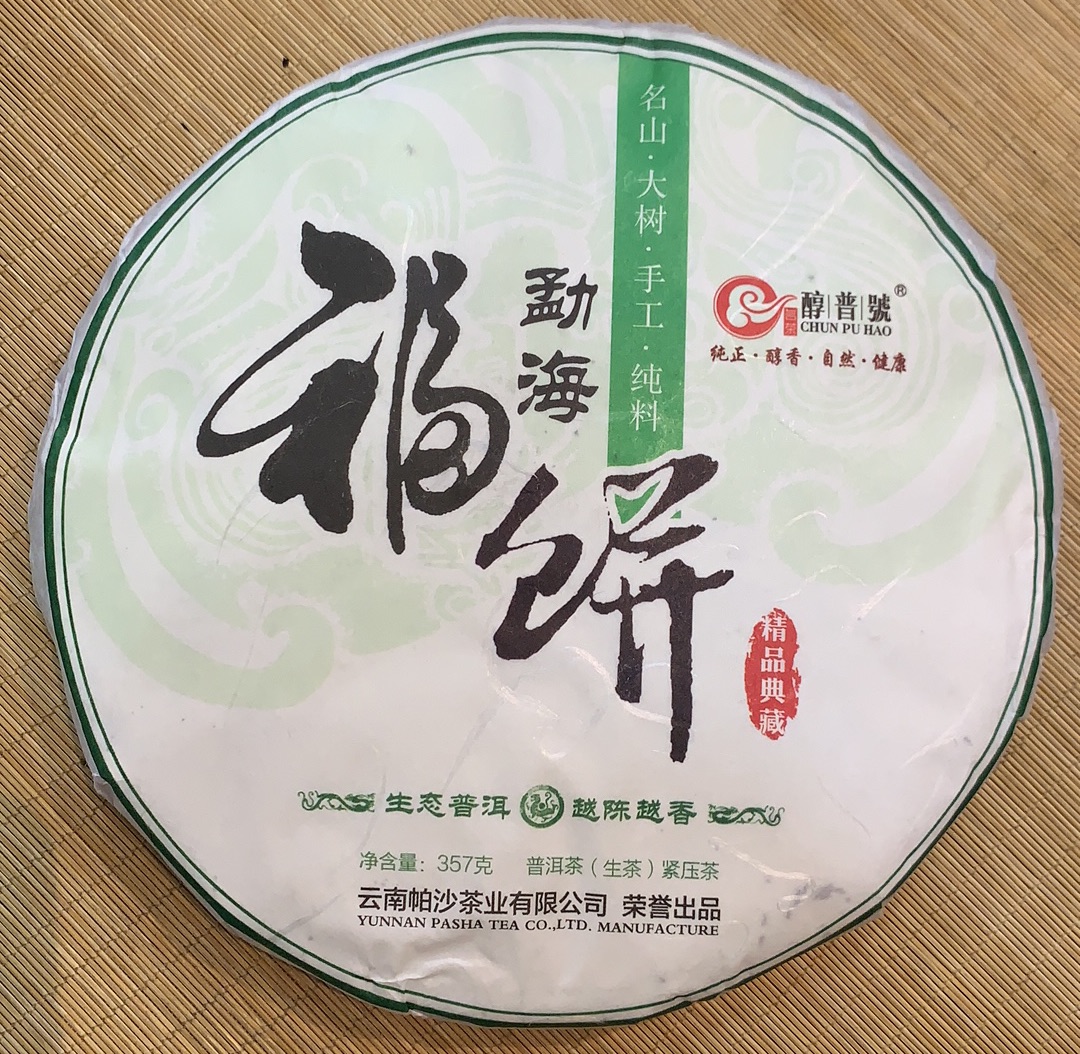 名山·大树·手工·纯料
勐海
福饼
醇普號®
CHUN PU HAO
纯正·醇香·自然·健康
精品典藏
生态普洱 越陈越香
净含量：357克 普洱茶（生茶）紧压茶
云南帕沙茶业有限公司 荣誉出品
YUNNAN PASHA TEA CO.,LTD. MANUFACTURE